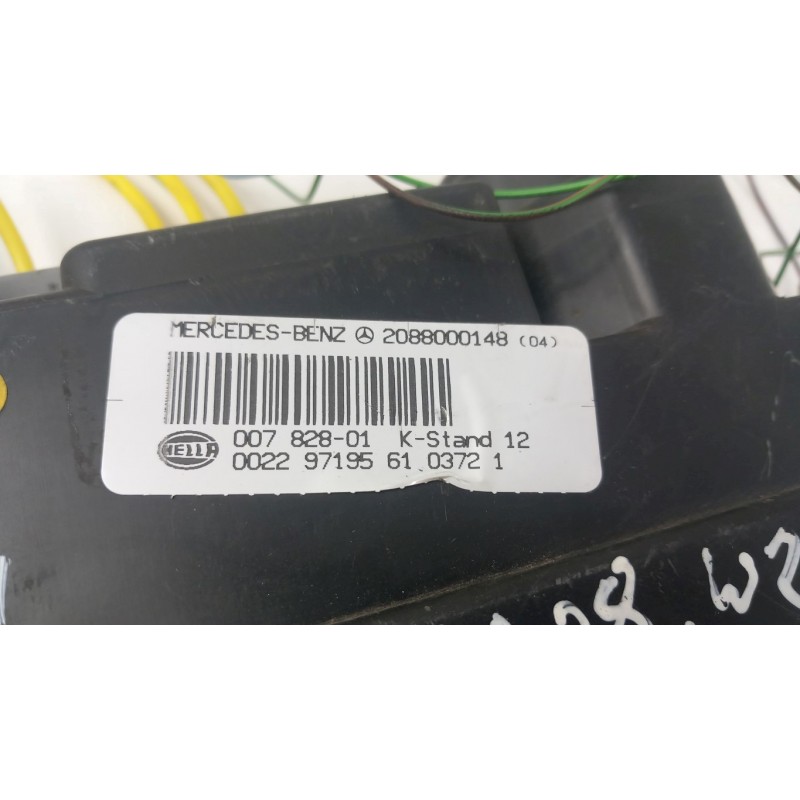 MERCEDES-BENZ 2088000148 (04)
HELLA 007 828-01 K-Stand 12
0022 97195 61 0372 1